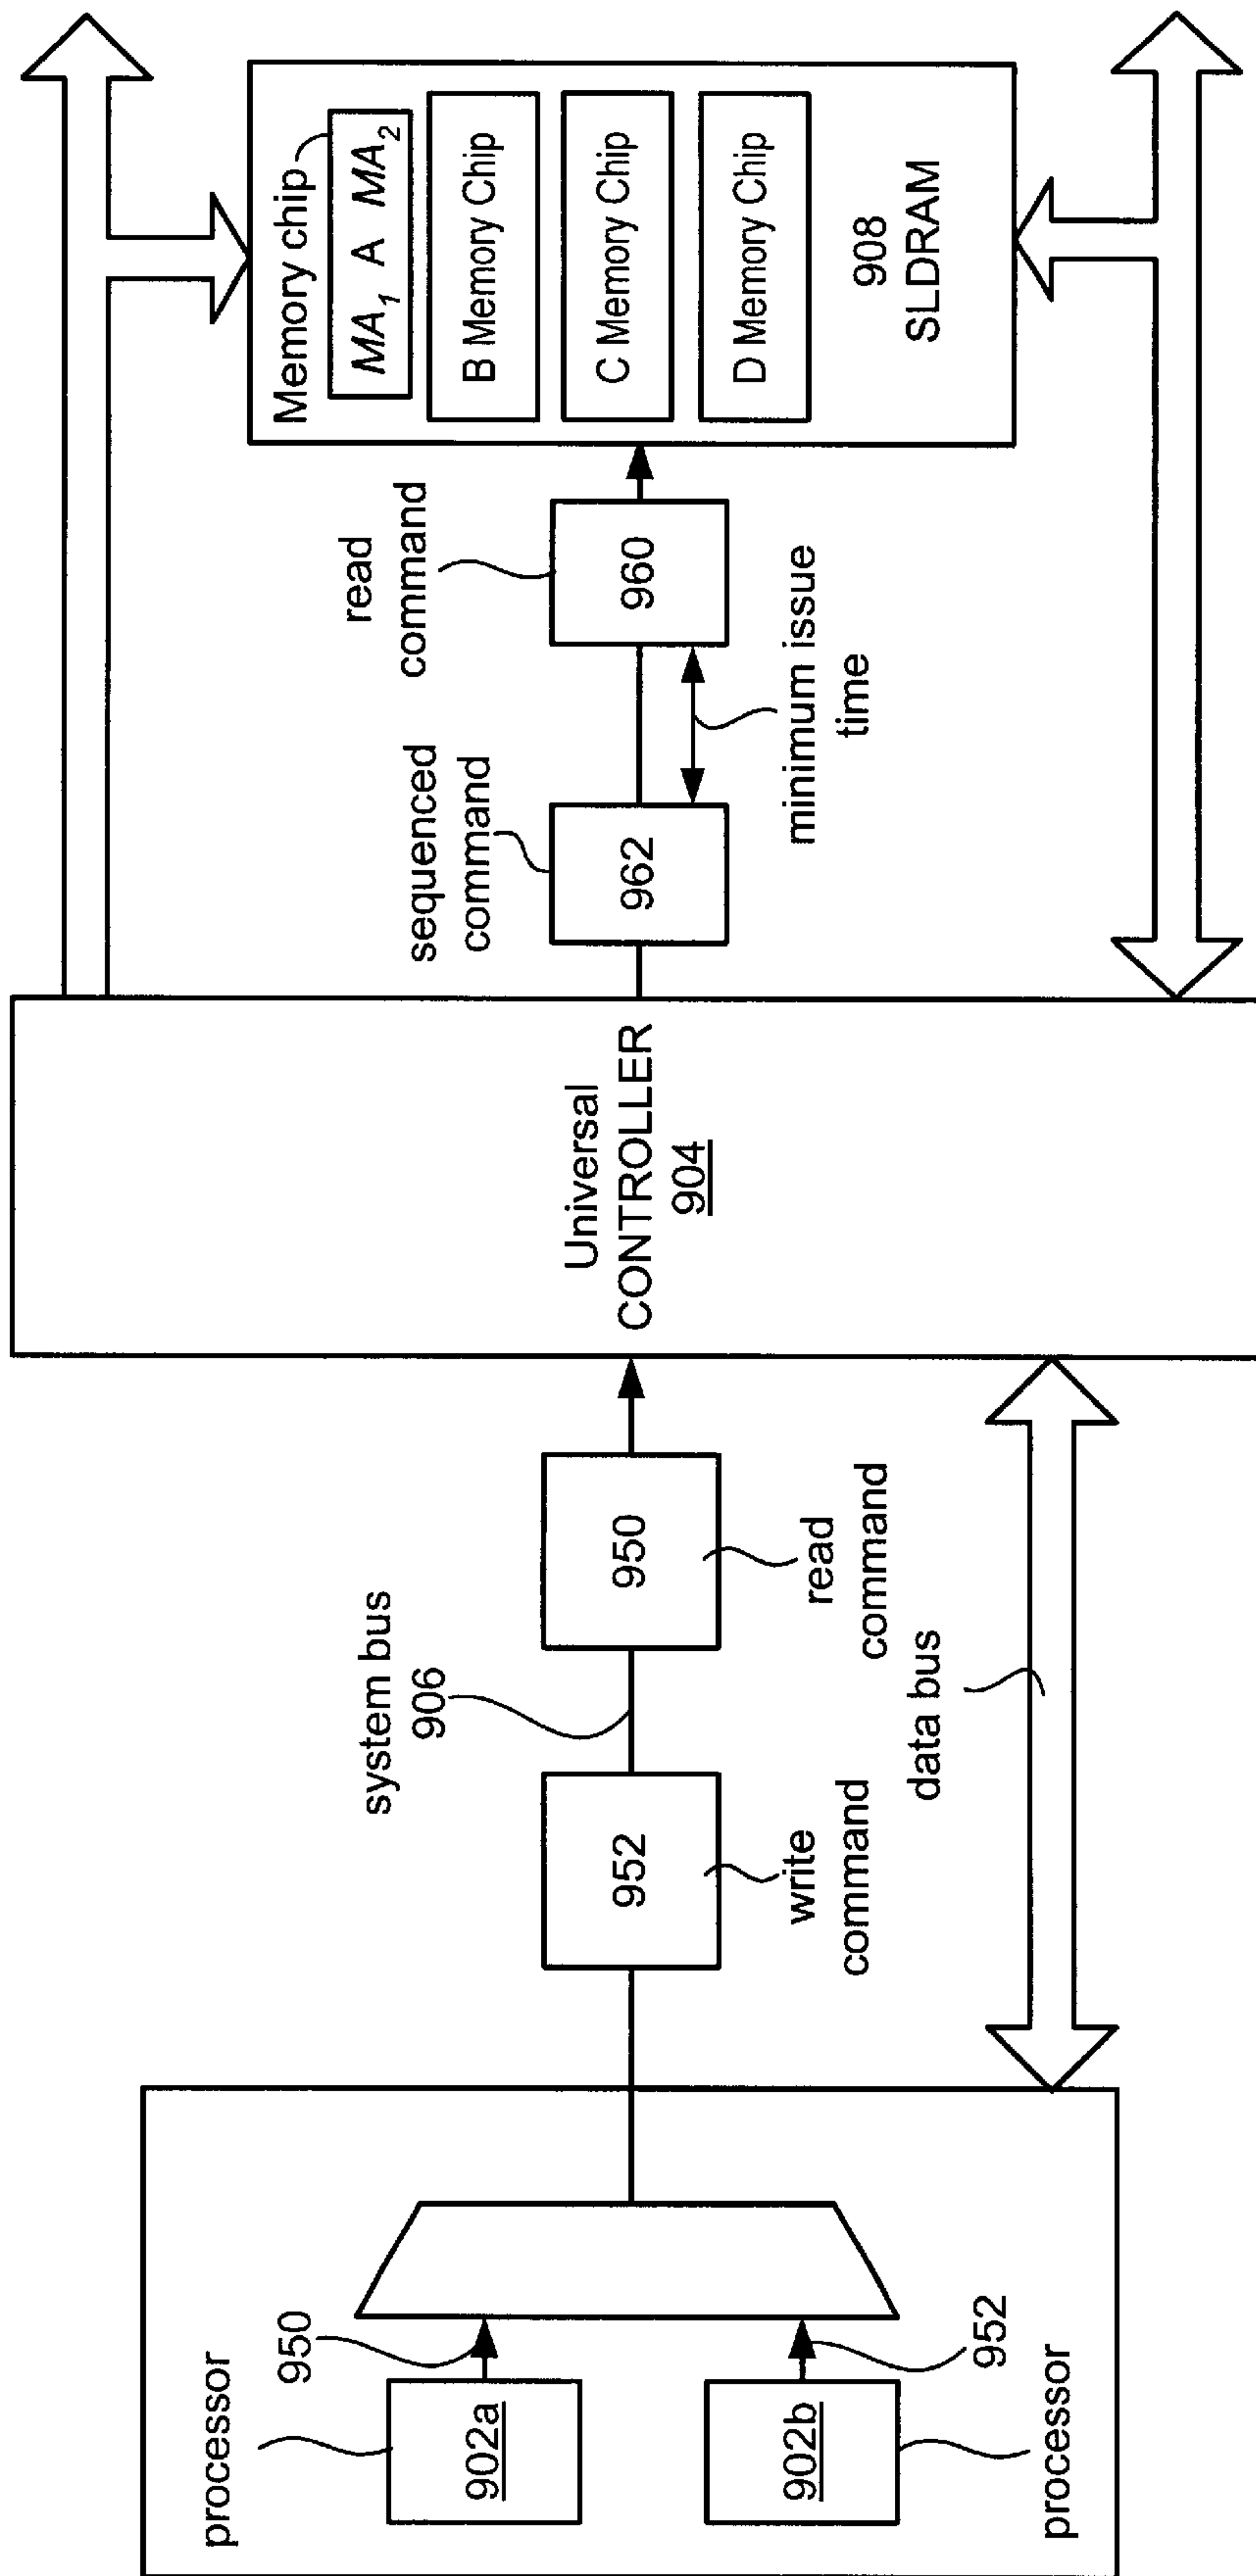 processor
902a
950
902b
952
processor
system bus
906
952
write
command
950
read
command
data bus
Universal
CONTROLLER
904
sequenced
command
962
read
command
960
minimum issue
time
Memory chip
MA₁ A MA₂
B Memory Chip
C Memory Chip
D Memory Chip
908
SLDRAM